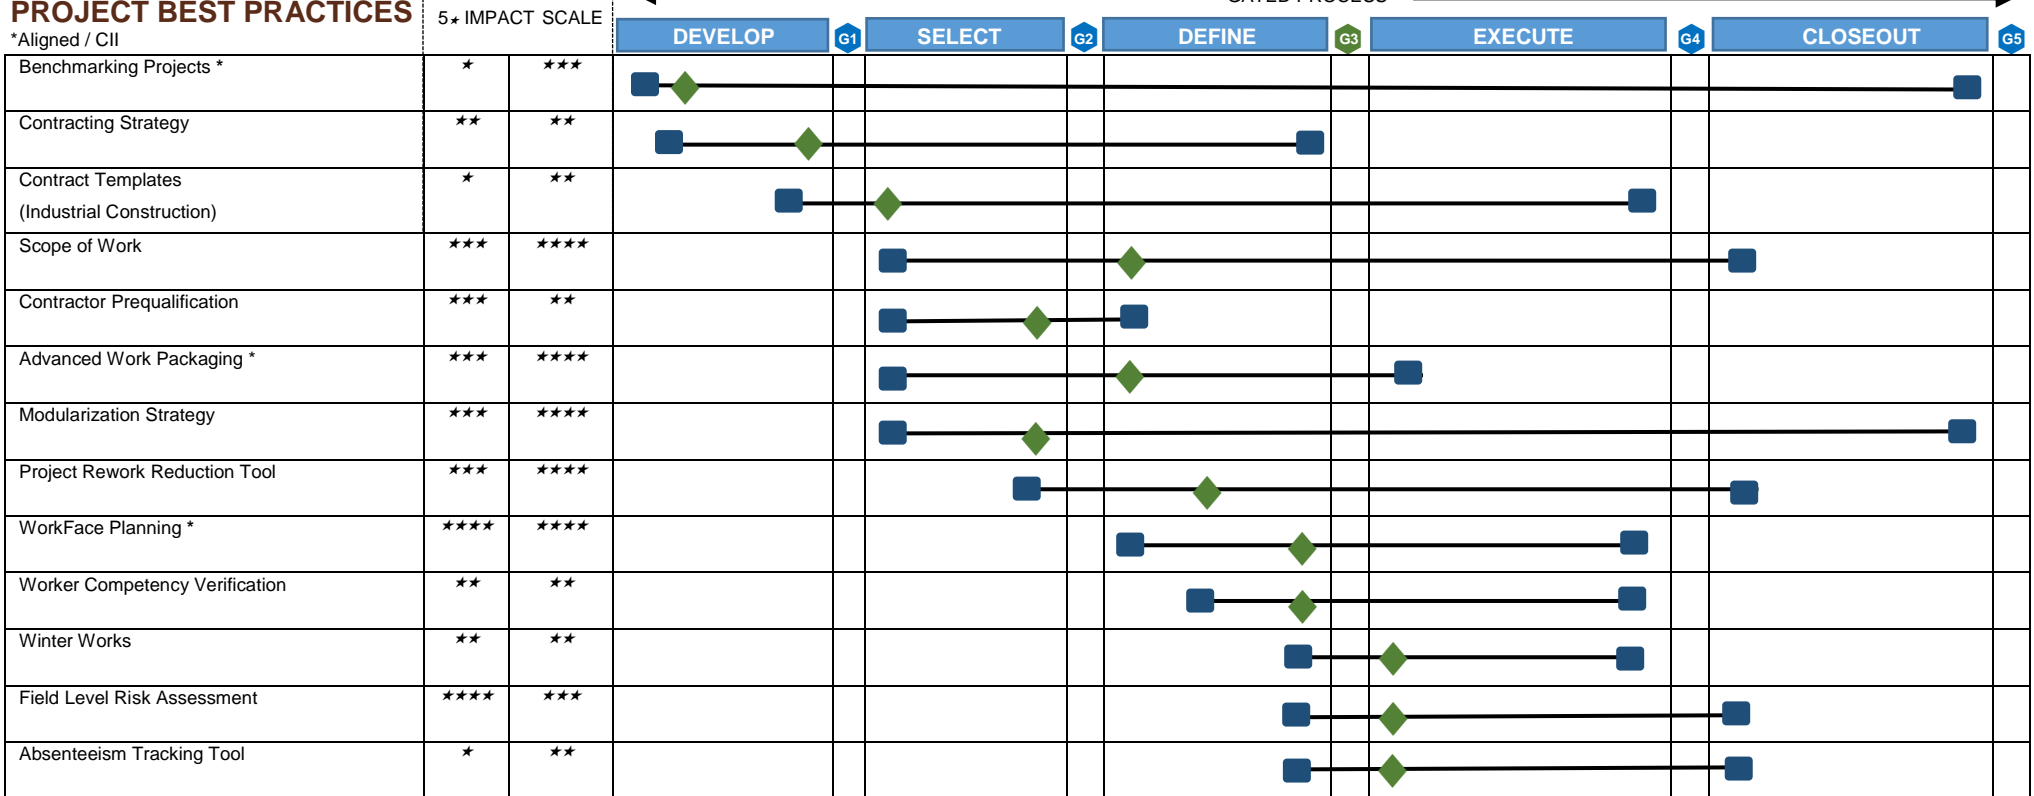 PROJECT BEST PRACTICES
*Aligned / CII
5★ IMPACT SCALE
GATED PROCESS
DEVELOP G1 SELECT G2 DEFINE G3 EXECUTE G4 CLOSEOUT G5
Benchmarking Projects * ★ ★★★
Contracting Strategy ★★ ★★
Contract Templates ★ ★★
(Industrial Construction)
Scope of Work ★★★ ★★★★
Contractor Prequalification ★★★ ★★
Advanced Work Packaging * ★★★ ★★★★
Modularization Strategy ★★★ ★★★★
Project Rework Reduction Tool ★★★ ★★★★
WorkFace Planning * ★★★★ ★★★★
Worker Competency Verification ★★ ★★
Winter Works ★★ ★★
Field Level Risk Assessment ★★★★ ★★★
Absenteeism Tracking Tool ★ ★★